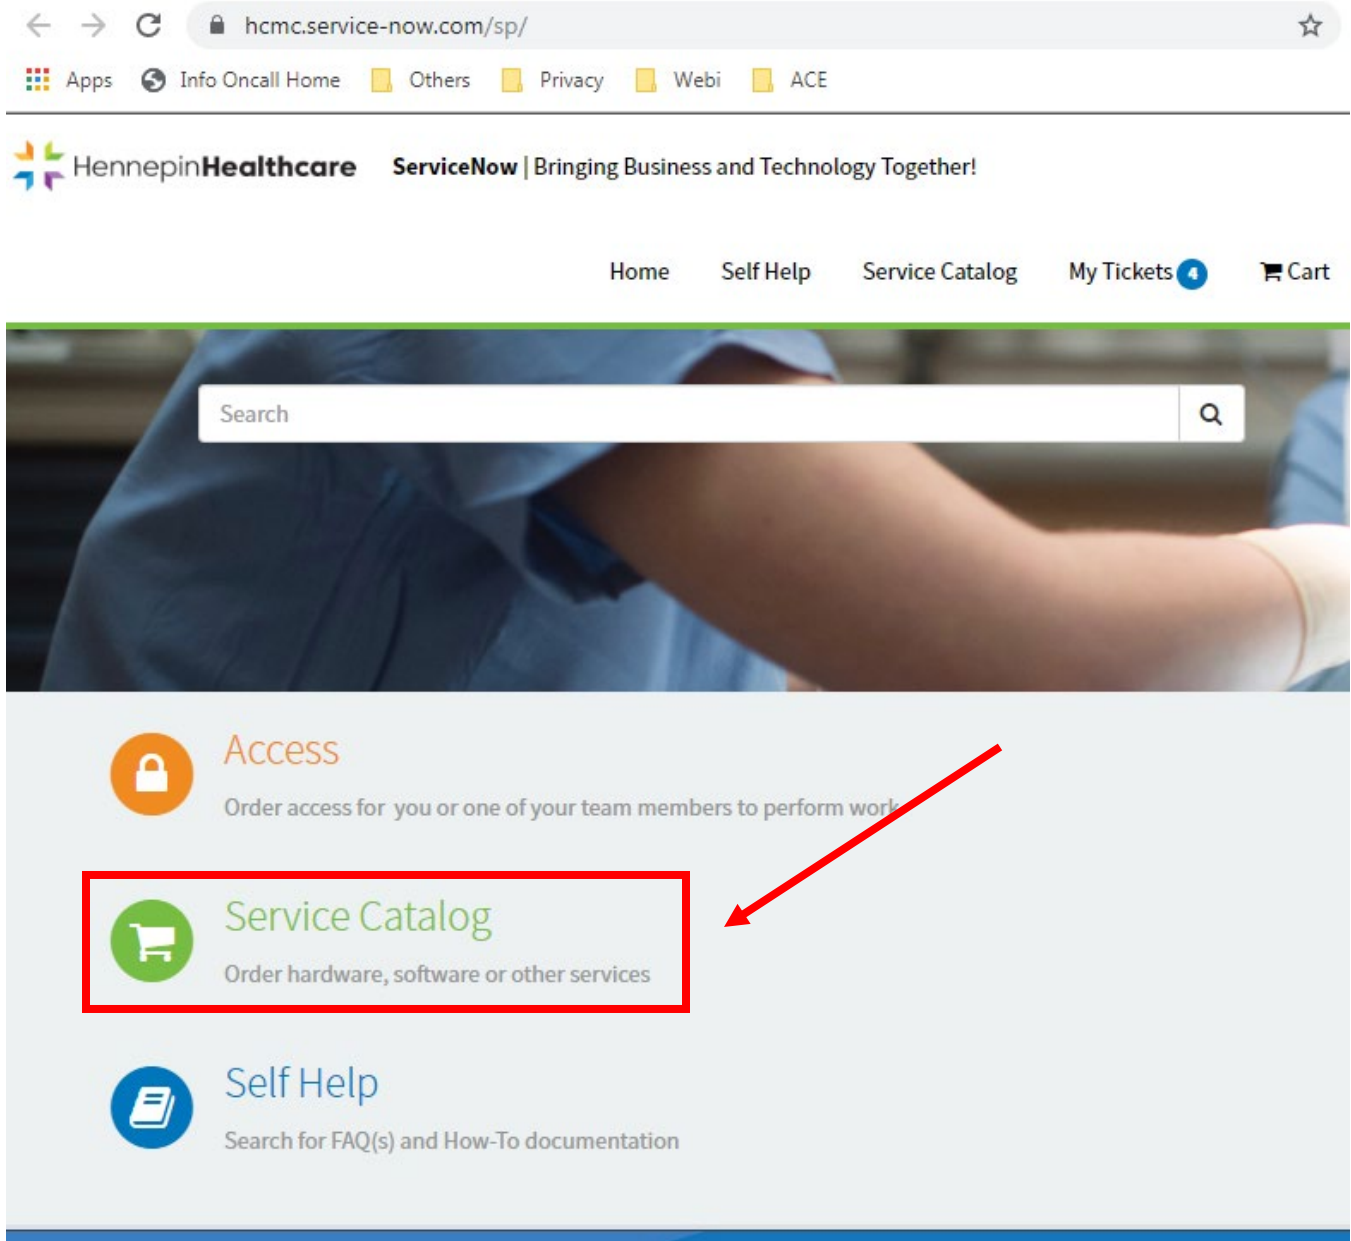 hcmc.service-now.com/sp/
Apps Info Oncall Home Others Privacy Webi ACE
HennepinHealthcare ServiceNow | Bringing Business and Technology Together!
Home Self Help Service Catalog My Tickets 4 Cart
Search
Access
Order access for you or one of your team members to perform work
Service Catalog
Order hardware, software or other services
Self Help
Search for FAQ(s) and How-To documentation